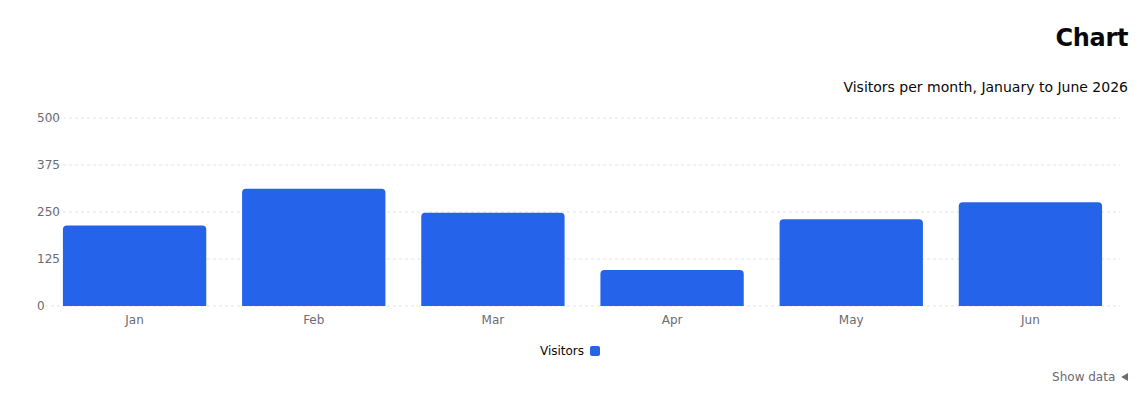 Chart
Visitors per month, January to June 2026
500
375
250
125
0
Jan Feb Mar Apr May Jun
Visitors
Show data